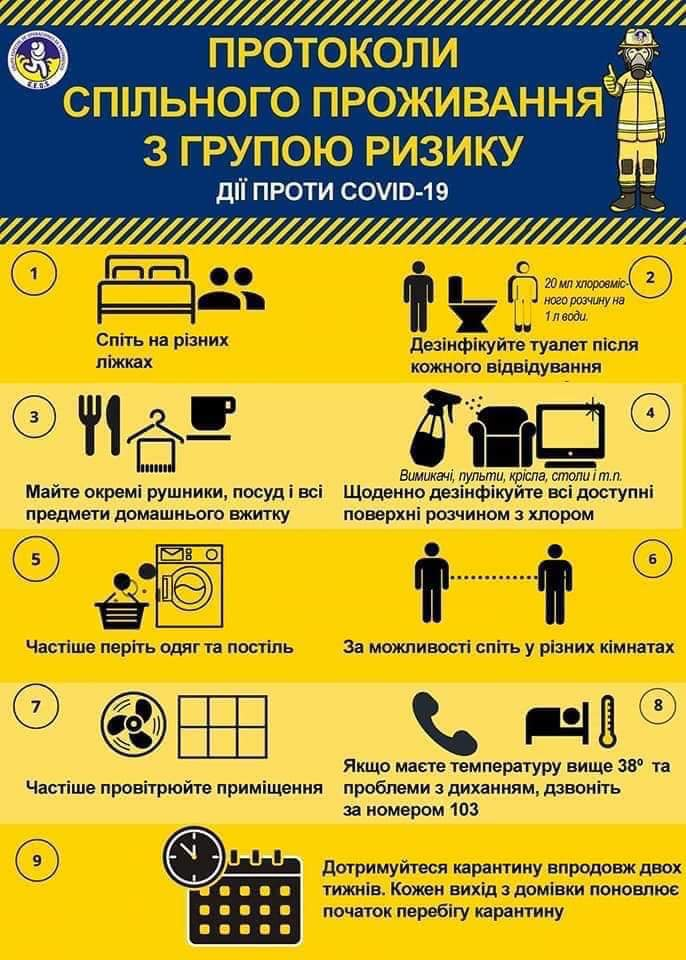 ПРОТОКОЛИ
СПІЛЬНОГО ПРОЖИВАННЯ
З ГРУПОЮ РИЗИКУ
ДІЇ ПРОТИ COVID-19
1
Спіть на різних
ліжках
2
20 мл хлоровміс-
ного розчину на
1 л води.
Дезінфікуйте туалет після
кожного відвідування
3
Майте окремі рушники, посуд і всі
предмети домашнього вжитку
4
Вимикачі, пульти, крісла, столи і т.п.
Щоденно дезінфікуйте всі доступні
поверхні розчином з хлором
5
Частіше періть одяг та постіль
6
За можливості спіть у різних кімнатах
7
Частіше провітрюйте приміщення
8
Якщо маєте температуру вище 38º та
проблеми з диханням, дзвоніть
за номером 103
9
Дотримуйтеся карантину впродовж двох
тижнів. Кожен вихід з домівки поновлює
початок перебігу карантину